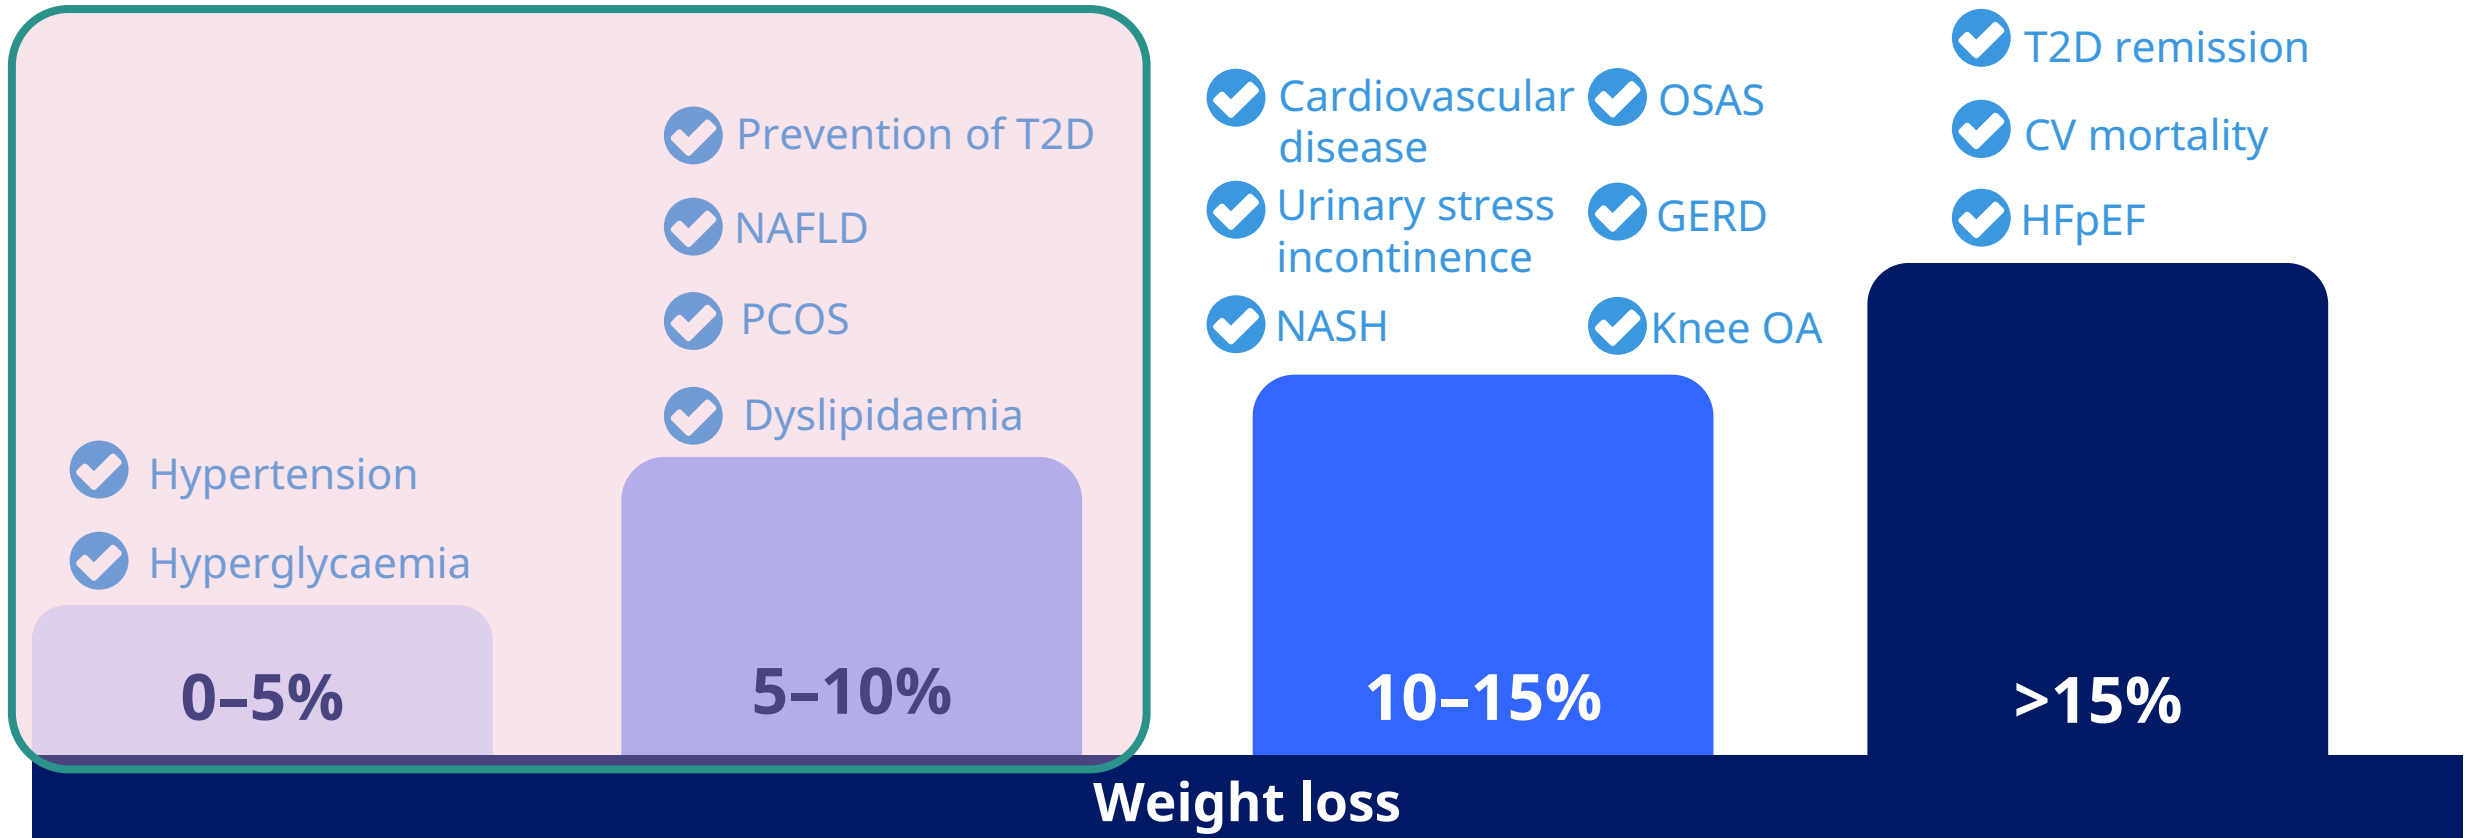 Hypertension
Hyperglycaemia
0–5%
Prevention of T2D
NAFLD
PCOS
Dyslipidaemia
5–10%
Cardiovascular
disease
Urinary stress
incontinence
NASH
OSAS
GERD
Knee OA
10–15%
T2D remission
CV mortality
HFpEF
>15%
Weight loss